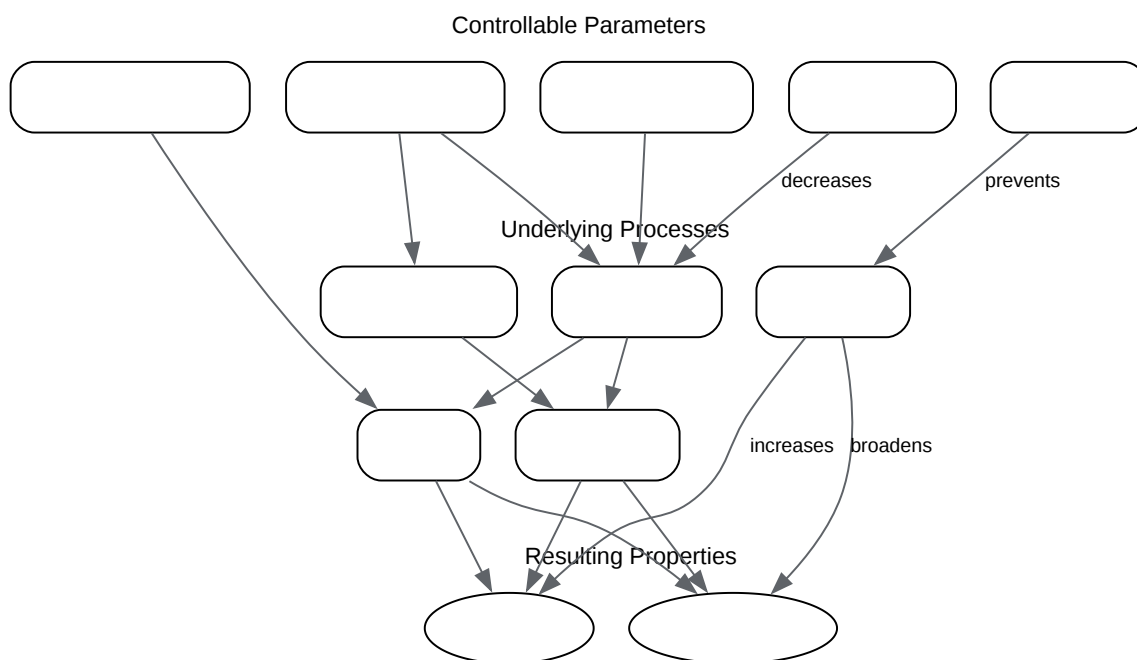 Controllable Parameters
decreases
prevents
Underlying Processes
increases
broadens
Resulting Properties